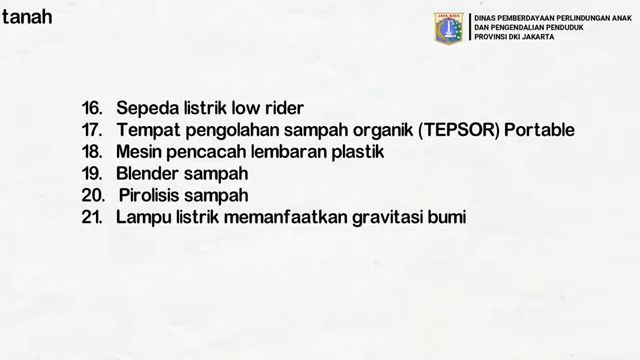 tanah
DINAS PEMBERDAYAAN PERLINDUNGAN ANAK
DAN PENGENDALIAN PENDUDUK
PROVINSI DKI JAKARTA
JAYA RAYA
16. Sepeda listrik low rider
17. Tempat pengolahan sampah organik (TEPSOR) Portable
18. Mesin pencacah lembaran plastik
19. Blender sampah
20. Pirolisis sampah
21. Lampu listrik memanfaatkan gravitasi bumi